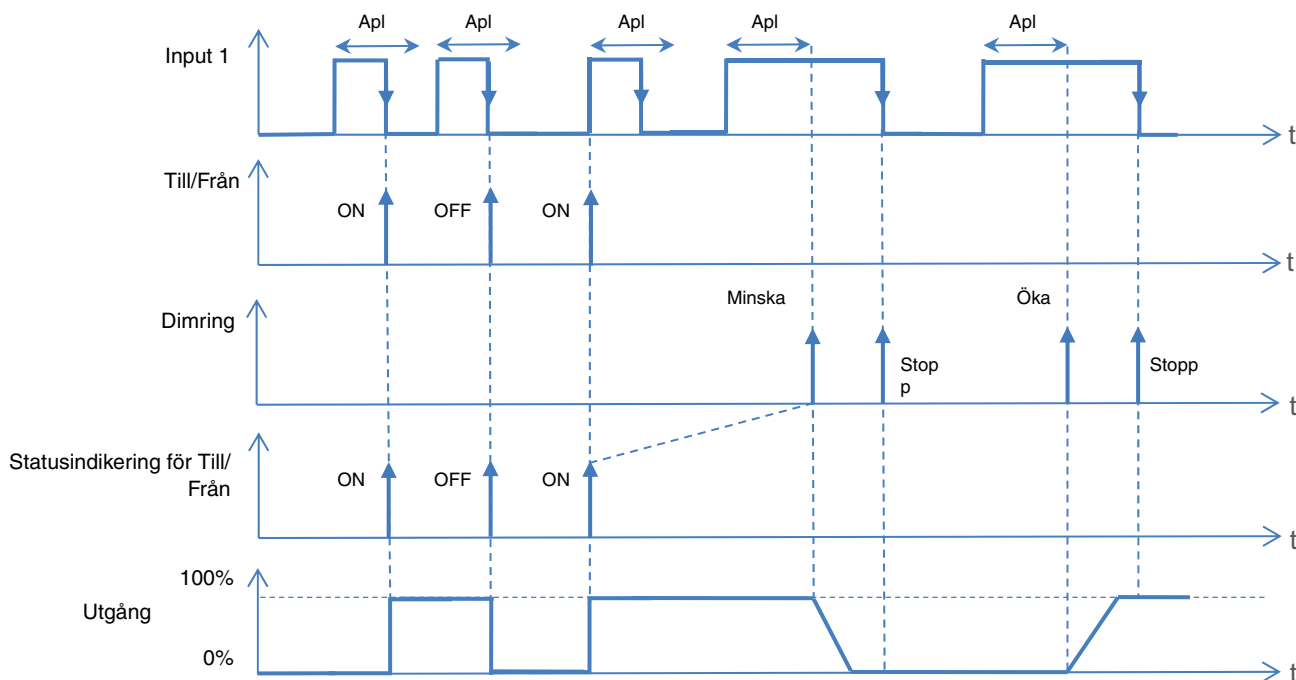 Apl Apl Apl Apl Apl
Input 1
t
Till/Från
ON OFF ON
t
Minska Öka
Dimring
Stop
p
Stopp
t
Statusindikering för Till/
Från
ON OFF ON
t
100%
Utgång
0%
t